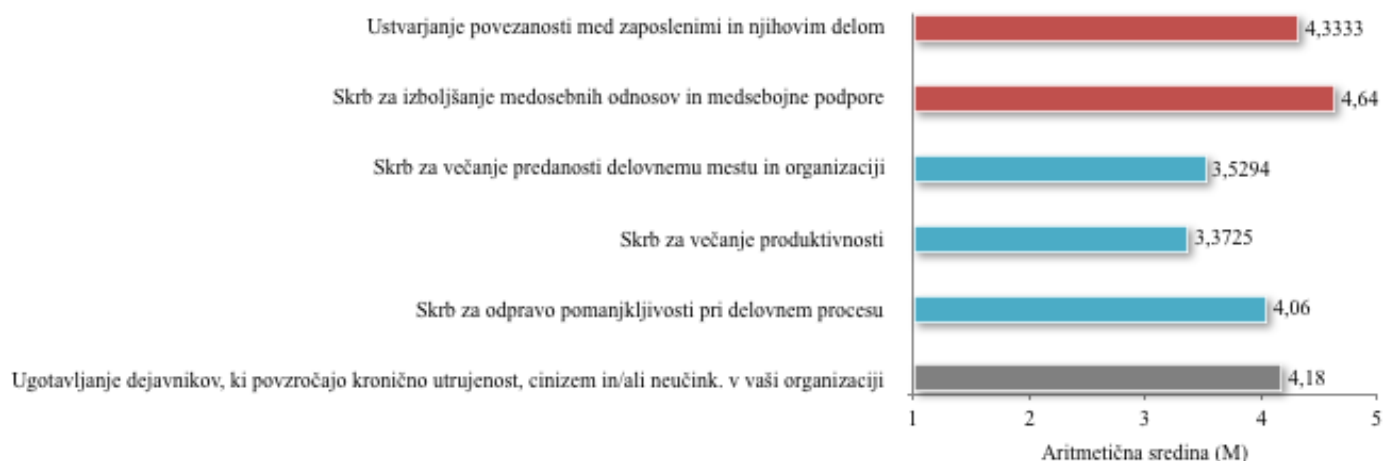 Ustvarjanje povezanosti med zaposlenimi in njihovim delom 4,3333
Skrb za izboljšanje medosebnih odnosov in medsebojne podpore 4,64
Skrb za večanje predanosti delovnemu mestu in organizaciji 3,5294
Skrb za večanje produktivnosti 3,3725
Skrb za odpravo pomanjkljivosti pri delovnem procesu 4,06
Ugotavljanje dejavnikov, ki povzročajo kronično utrujenost, cinizem in/ali neučink. v vaši organizaciji 4,18
1 2 3 4 5
Aritmetična sredina (M)